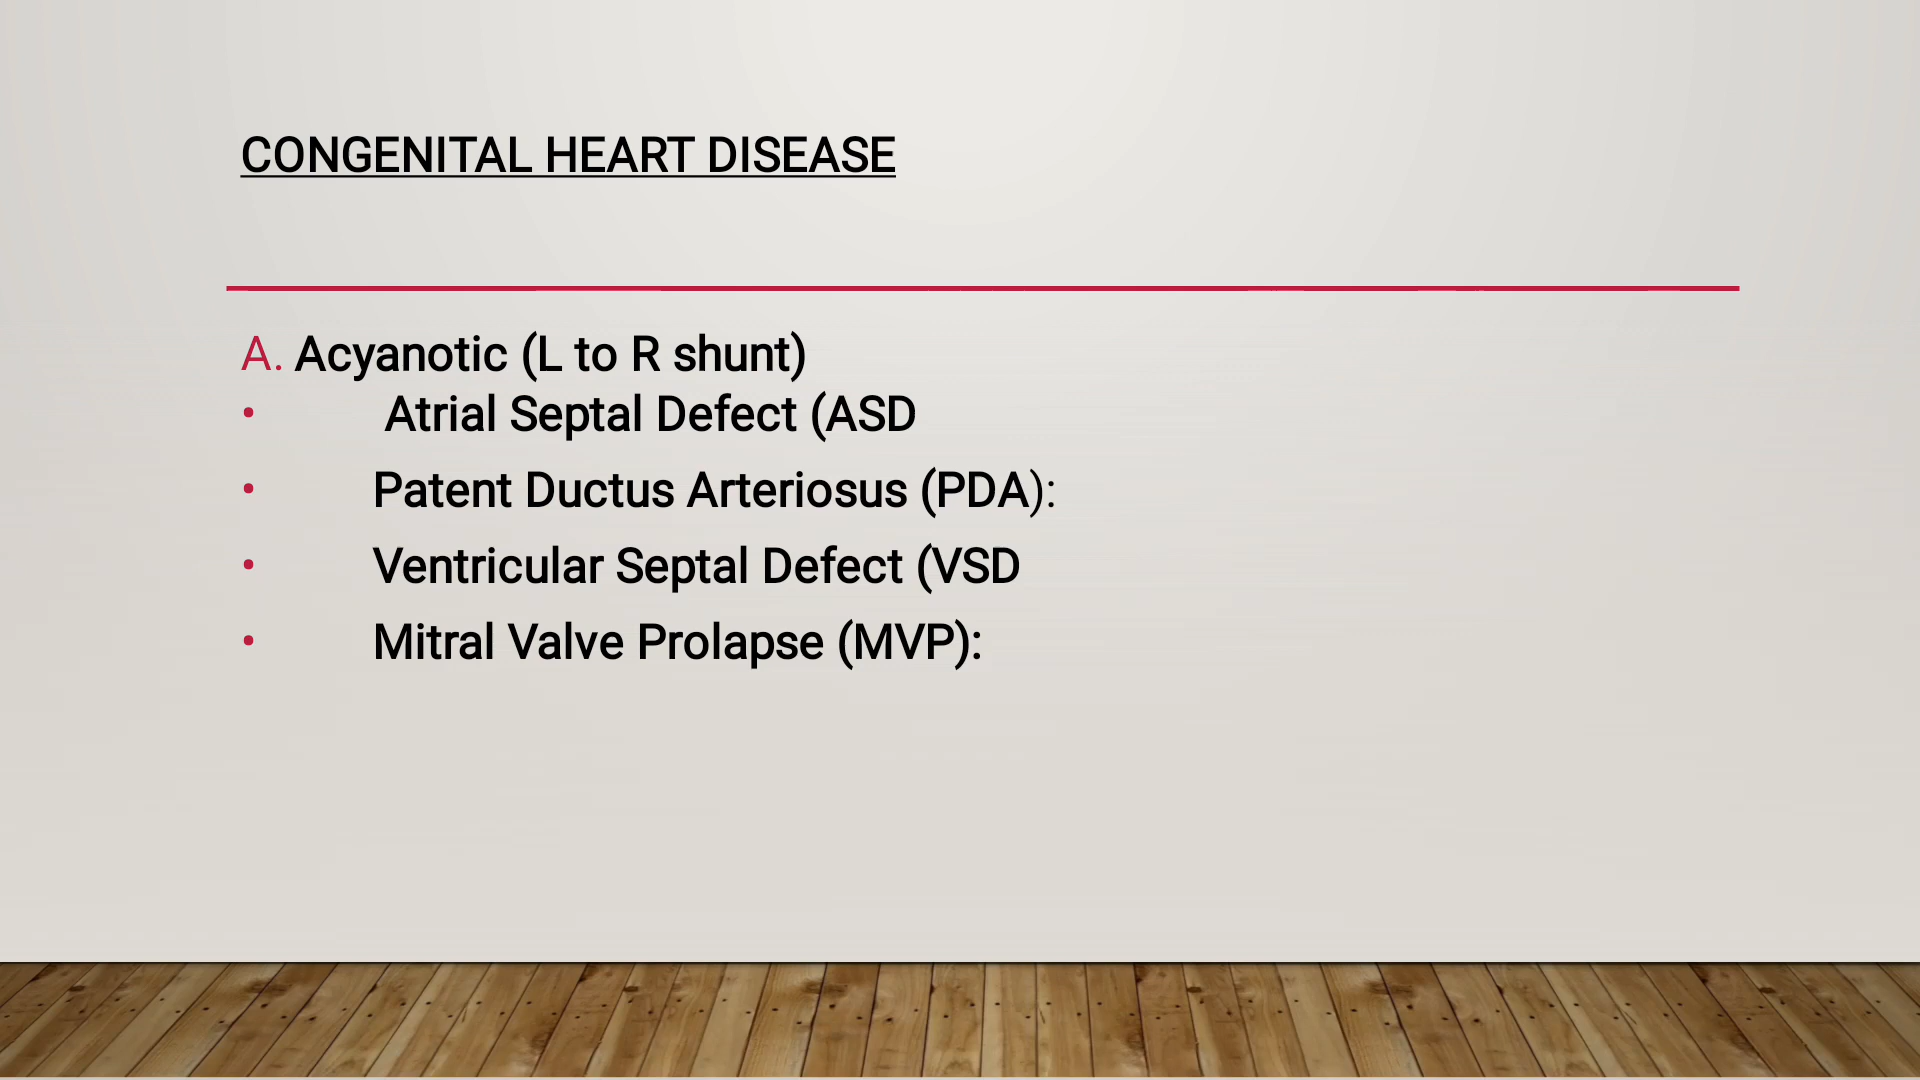 CONGENITAL HEART DISEASE
A. Acyanotic (L to R shunt)
• Atrial Septal Defect (ASD
• Patent Ductus Arteriosus (PDA):
• Ventricular Septal Defect (VSD
• Mitral Valve Prolapse (MVP):